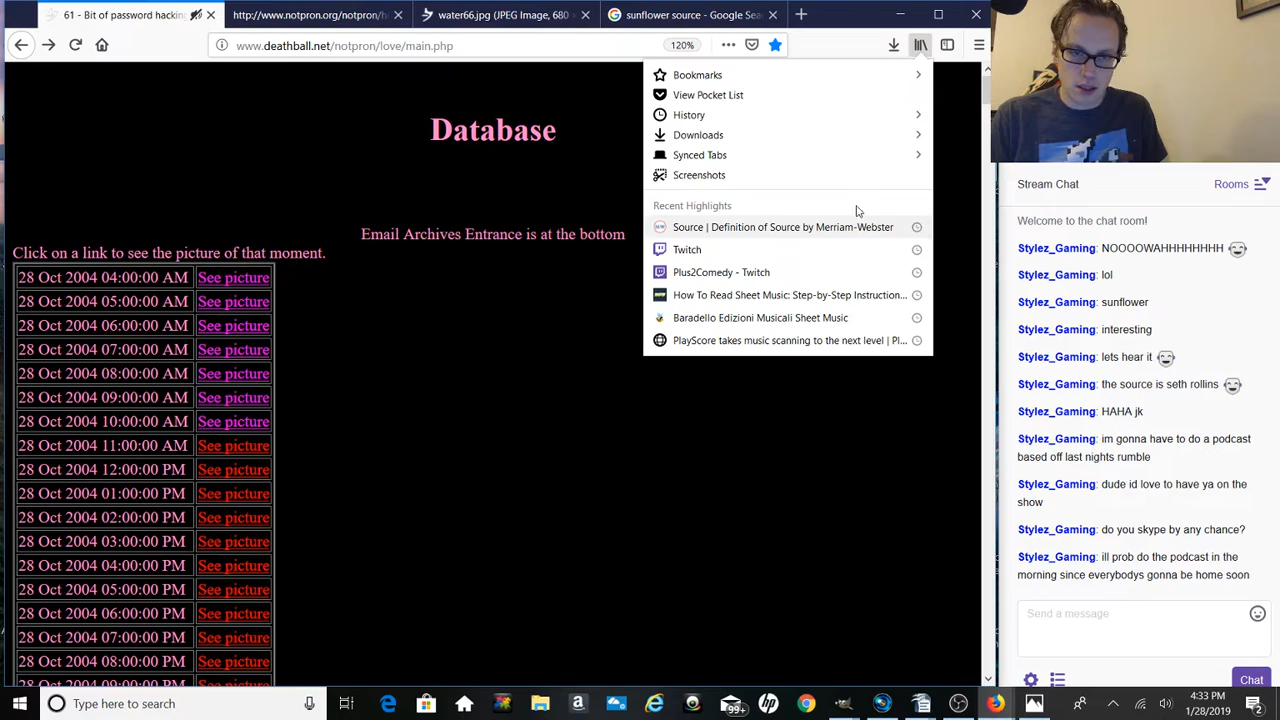 61 - Bit of password hacking
http://www.notpron.org/notpron/h
water66.jpg (JPEG Image, 680 ×
sunflower source - Google Sea
www.deathball.net/notpron/love/main.php
120%
Bookmarks
View Pocket List
History
Downloads
Synced Tabs
Screenshots
Recent Highlights
Source | Definition of Source by Merriam-Webster
Twitch
Plus2Comedy - Twitch
How To Read Sheet Music: Step-by-Step Instruction...
Baradello Edizioni Musicali Sheet Music
PlayScore takes music scanning to the next level | Pl...
Database
Email Archives Entrance is at the bottom
Click on a link to see the picture of that moment.
28 Oct 2004 04:00:00 AM See picture
28 Oct 2004 05:00:00 AM See picture
28 Oct 2004 06:00:00 AM See picture
28 Oct 2004 07:00:00 AM See picture
28 Oct 2004 08:00:00 AM See picture
28 Oct 2004 09:00:00 AM See picture
28 Oct 2004 10:00:00 AM See picture
28 Oct 2004 11:00:00 AM See picture
28 Oct 2004 12:00:00 PM See picture
28 Oct 2004 01:00:00 PM See picture
28 Oct 2004 02:00:00 PM See picture
28 Oct 2004 03:00:00 PM See picture
28 Oct 2004 04:00:00 PM See picture
28 Oct 2004 05:00:00 PM See picture
28 Oct 2004 06:00:00 PM See picture
28 Oct 2004 07:00:00 PM See picture
28 Oct 2004 08:00:00 PM See picture
28 Oct 2004 09:00:00 PM See picture
Stream Chat
Rooms
Welcome to the chat room!
Stylez_Gaming: NOOOOWAHHHHHHHH
Stylez_Gaming: lol
Stylez_Gaming: sunflower
Stylez_Gaming: interesting
Stylez_Gaming: lets hear it
Stylez_Gaming: the source is seth rollins
Stylez_Gaming: HAHA jk
Stylez_Gaming: im gonna have to do a podcast
based off last nights rumble
Stylez_Gaming: dude id love to have ya on the
show
Stylez_Gaming: do you skype by any chance?
Stylez_Gaming: ill prob do the podcast in the
morning since everybodys gonna be home soon
Send a message
Chat
Type here to search
99+
4:33 PM
1/28/2019
2